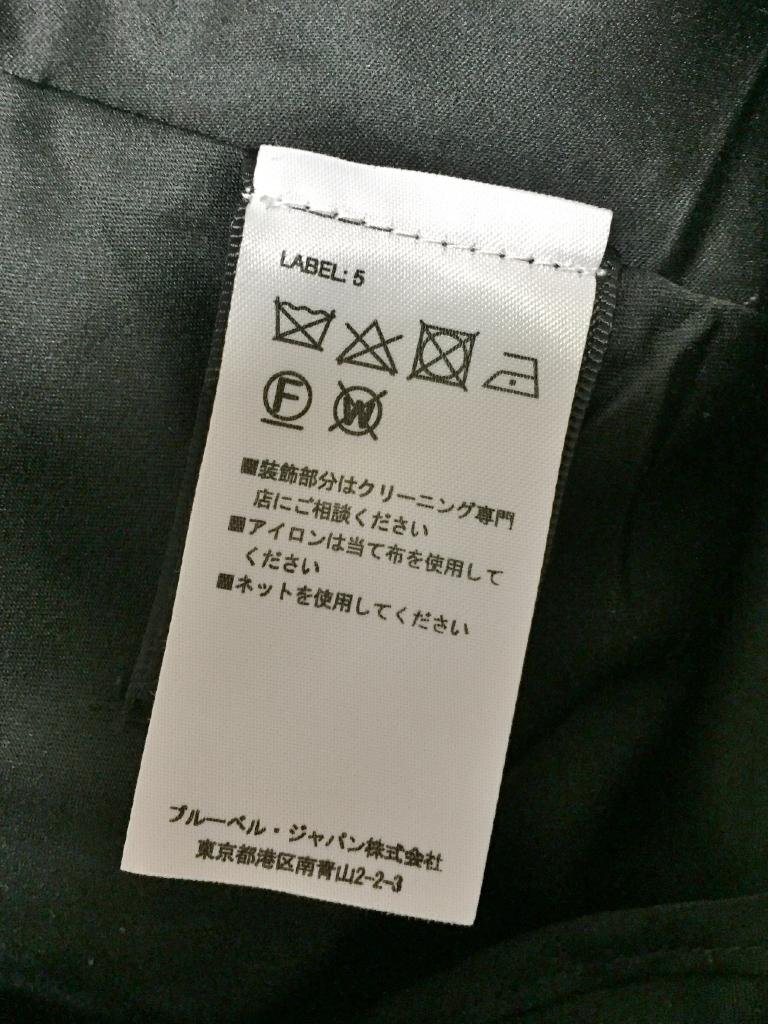 LABEL: 5
F
W
■装飾部分はクリーニング専門
店にご相談ください
■アイロンは当て布を使用して
ください
■ネットを使用してください
ブルーベル・ジャパン株式会社
東京都港区南青山2-2-3